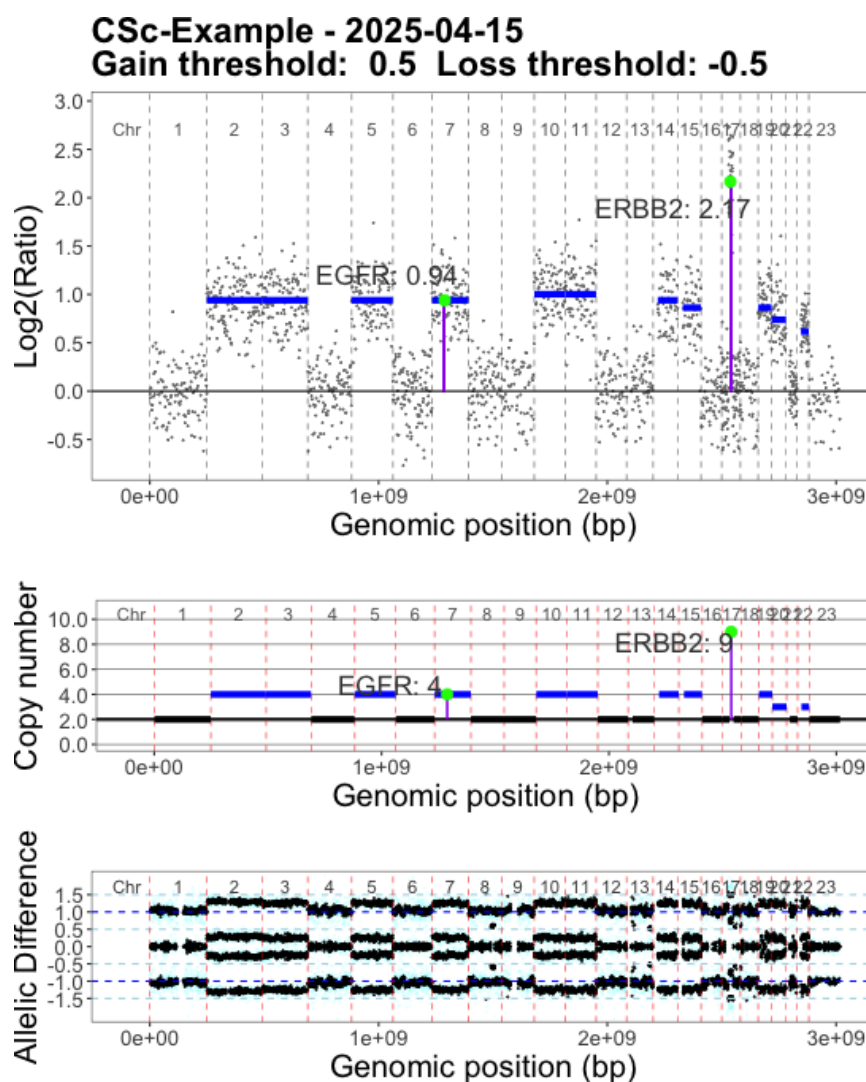 CSc-Example - 2025-04-15
Gain threshold:  0.5  Loss threshold: -0.5
Log2(Ratio)
3.0
2.5
2.0
1.5
1.0
0.5
0.0
-0.5
Chr 1 2 3 4 5 6 7 8 9 10 11 12 13 14 15 16 17 18 19 20 21 22 23
ERBB2: 2.17
EGFR: 0.94
0e+00 1e+09 2e+09 3e+09
Genomic position (bp)
Copy number
10.0
8.0
6.0
4.0
2.0
0.0
Chr 1 2 3 4 5 6 7 8 9 10 11 12 13 14 15 16 17 18 19 20 21 22 23
ERBB2: 9
EGFR: 4
0e+00 1e+09 2e+09 3e+09
Genomic position (bp)
Allelic Difference
1.5
1.0
0.5
0.0
-0.5
-1.0
-1.5
Chr 1 2 3 4 5 6 7 8 9 10 11 12 13 14 15 16 17 18 19 20 21 22 23
0e+00 1e+09 2e+09 3e+09
Genomic position (bp)